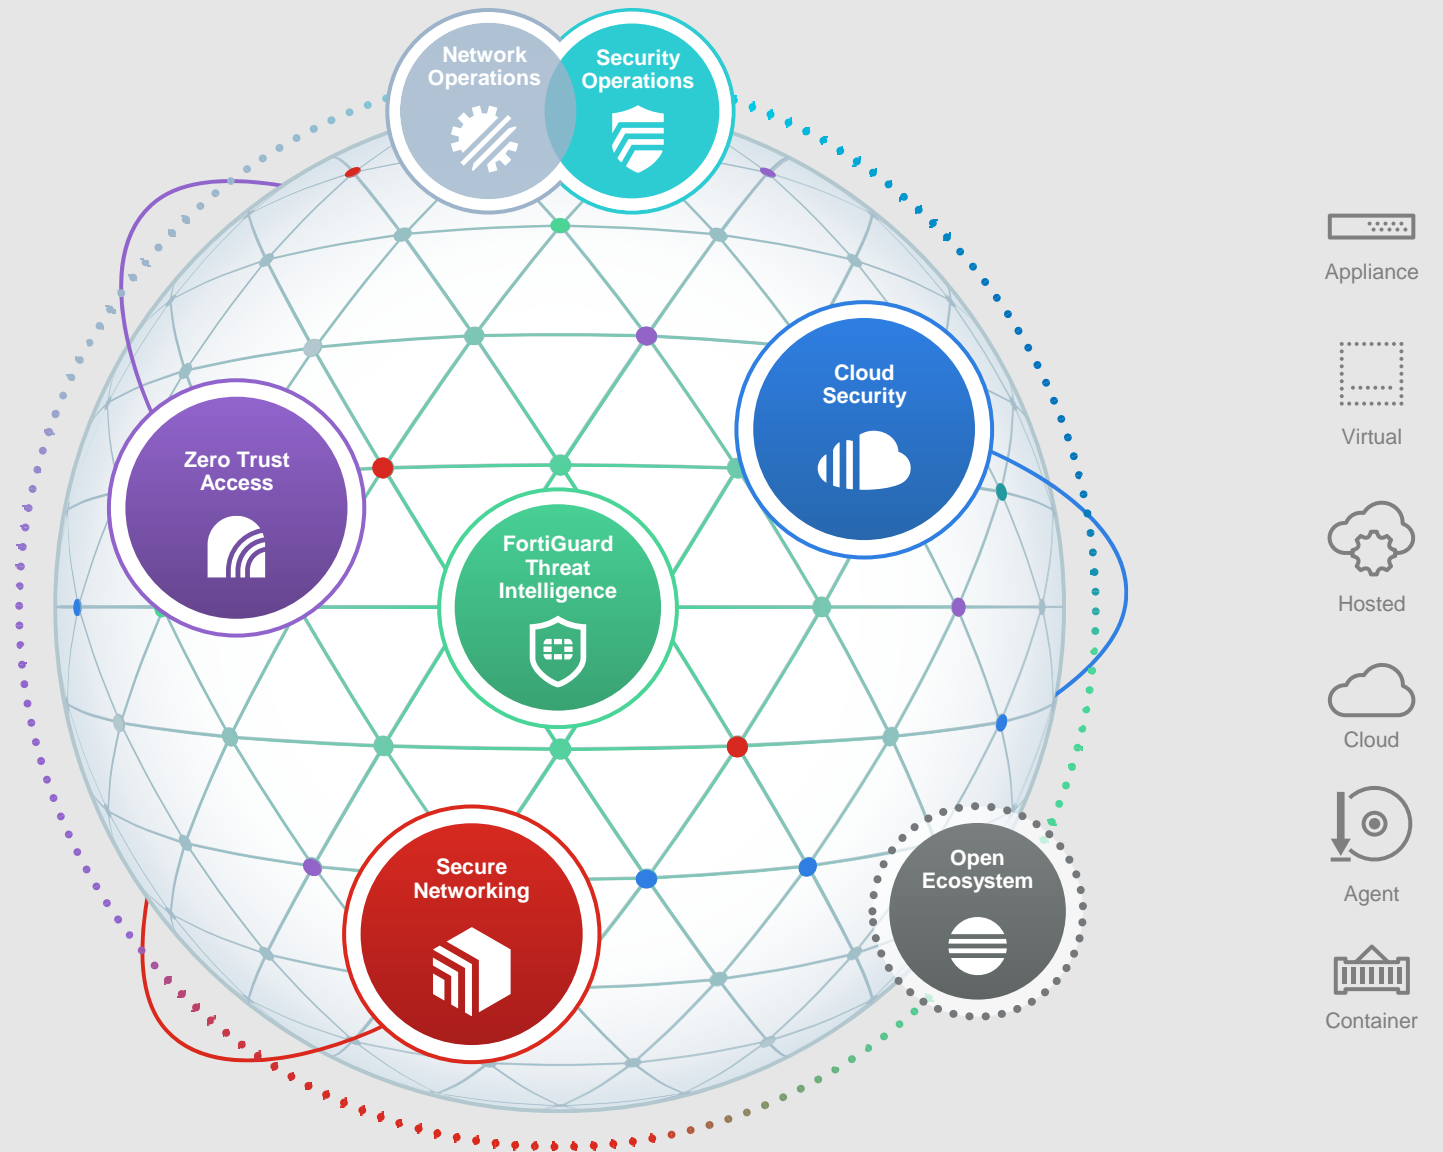 Network
Operations
Security
Operations
Cloud
Security
Zero Trust
Access
FortiGuard
Threat
Intelligence
Secure
Networking
Open
Ecosystem
Appliance
Virtual
Hosted
Cloud
Agent
Container